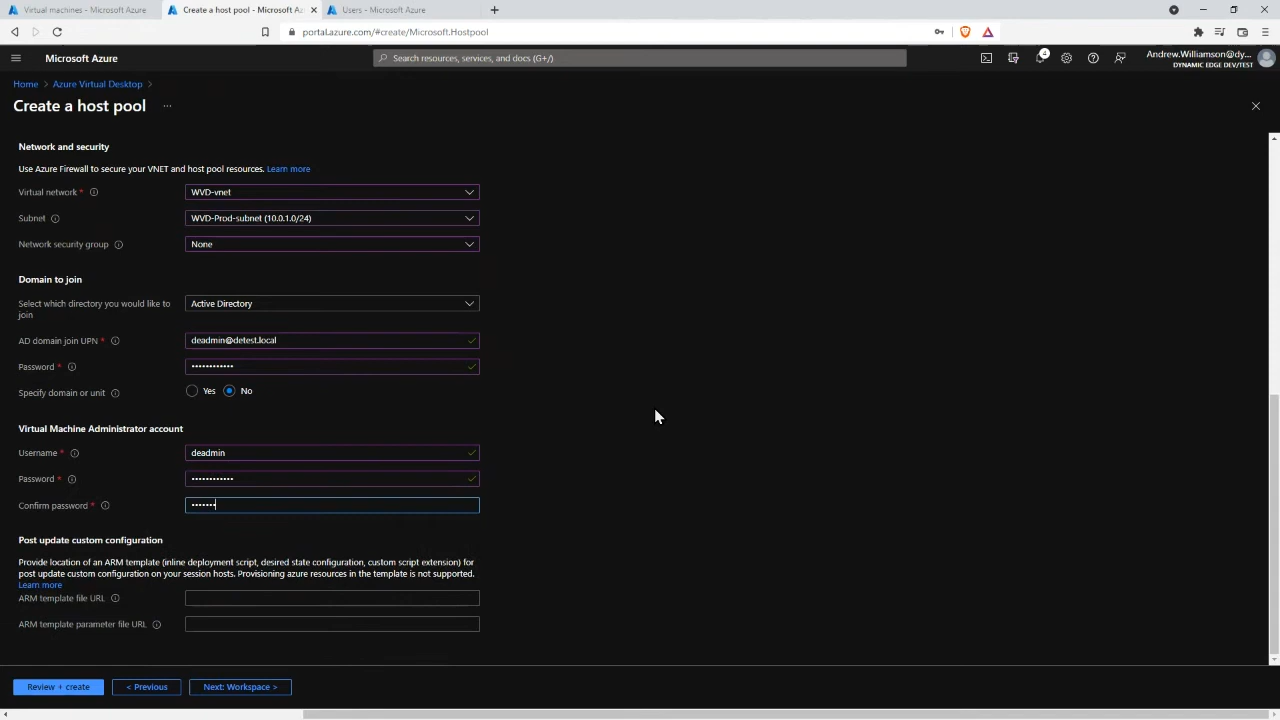 Virtual machines - Microsoft Azure
Create a host pool - Microsoft Az
Users - Microsoft Azure
portal.azure.com/#create/Microsoft.Hostpool
Microsoft Azure
Search resources, services, and docs (G+/)
4
Andrew.Williamson@dy...
DYNAMIC EDGE DEV/TEST
Home > Azure Virtual Desktop >
Create a host pool ...
Network and security
Use Azure Firewall to secure your VNET and host pool resources. Learn more
Virtual network * WVD-vnet
Subnet WVD-Prod-subnet (10.0.1.0/24)
Network security group None
Domain to join
Select which directory you would like to
join
Active Directory
AD domain join UPN * deadmin@detest.local
Password * ••••••••••••
Specify domain or unit Yes No
Virtual Machine Administrator account
Username * deadmin
Password * ••••••••••••
Confirm password * •••••••
Post update custom configuration
Provide location of an ARM template (inline deployment script, desired state configuration, custom script extension) for
post update custom configuration on your session hosts. Provisioning azure resources in the template is not supported.
Learn more
ARM template file URL
ARM template parameter file URL
Review + create < Previous Next: Workspace >